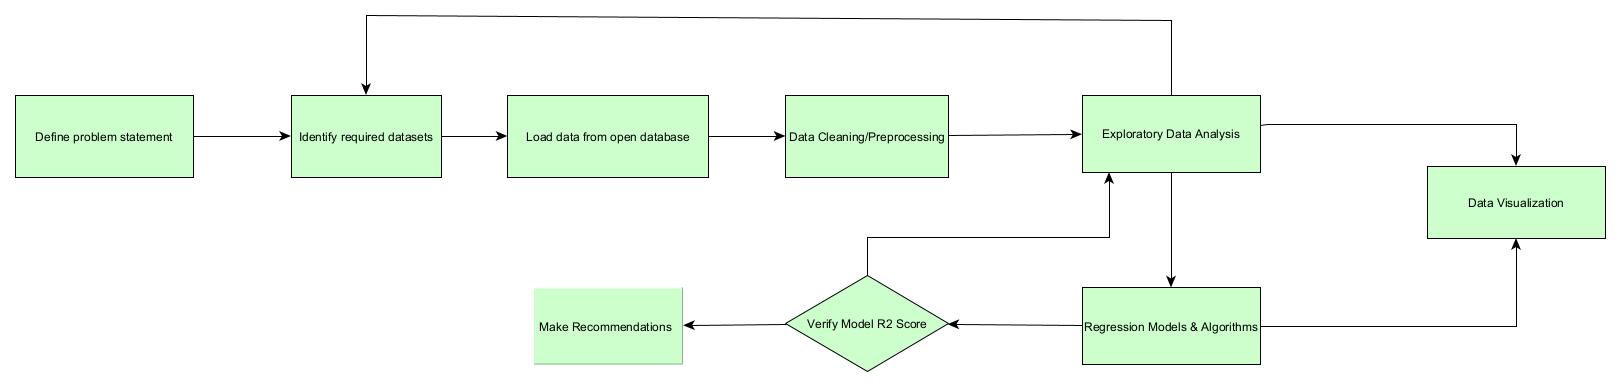 Define problem statement
Identify required datasets
Load data from open database
Data Cleaning/Preprocessing
Exploratory Data Analysis
Data Visualization
Make Recommendations
Verify Model R2 Score
Regression Models & Algorithms